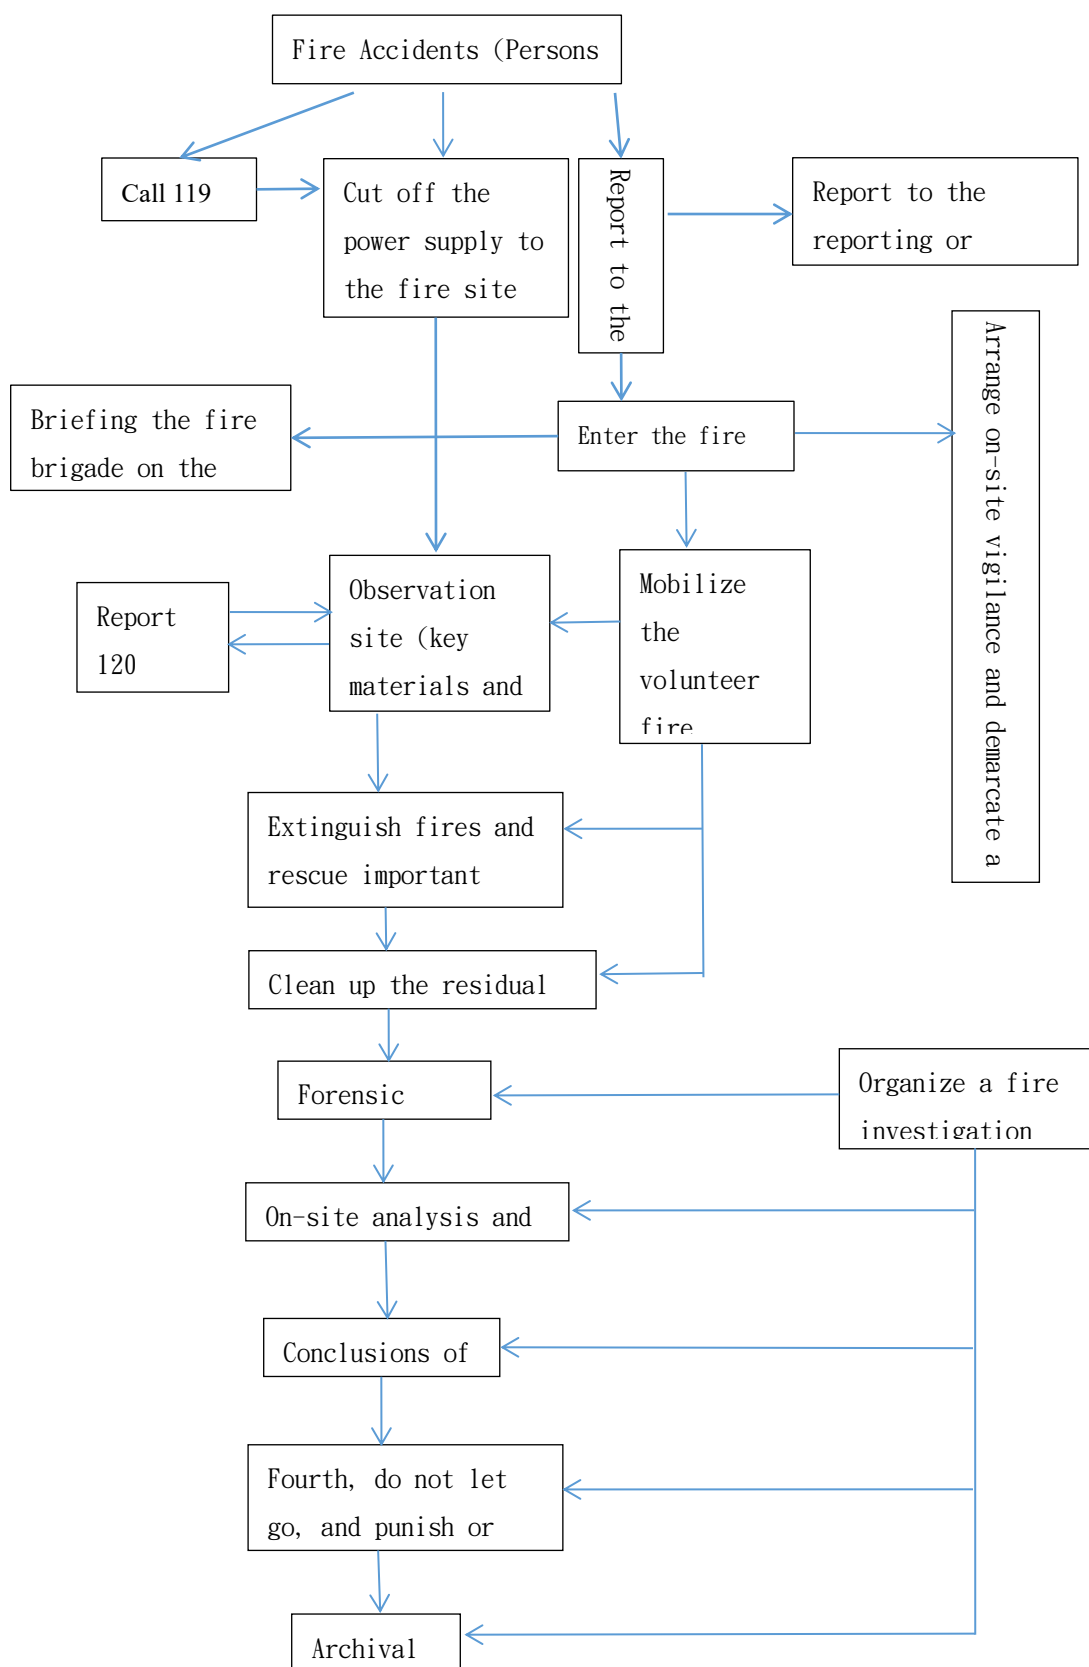 Fire Accidents (Persons
Call 119
Cut off the
power supply to
the fire site
Report to the
Report to the
reporting or
Briefing the fire
brigade on the
Enter the fire
Arrange on-site vigilance and demarcate a
Report
120
Observation
site (key
materials and
Mobilize
the
volunteer
fire
Extinguish fires and
rescue important
Clean up the residual
Forensic
Organize a fire
investigation
On-site analysis and
Conclusions of
Fourth, do not let
go, and punish or
Archival